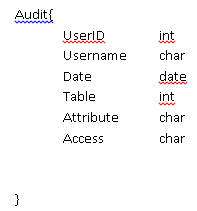 Audit{
UserID int
Username char
Date date
Table int
Attribute char
Access char
}